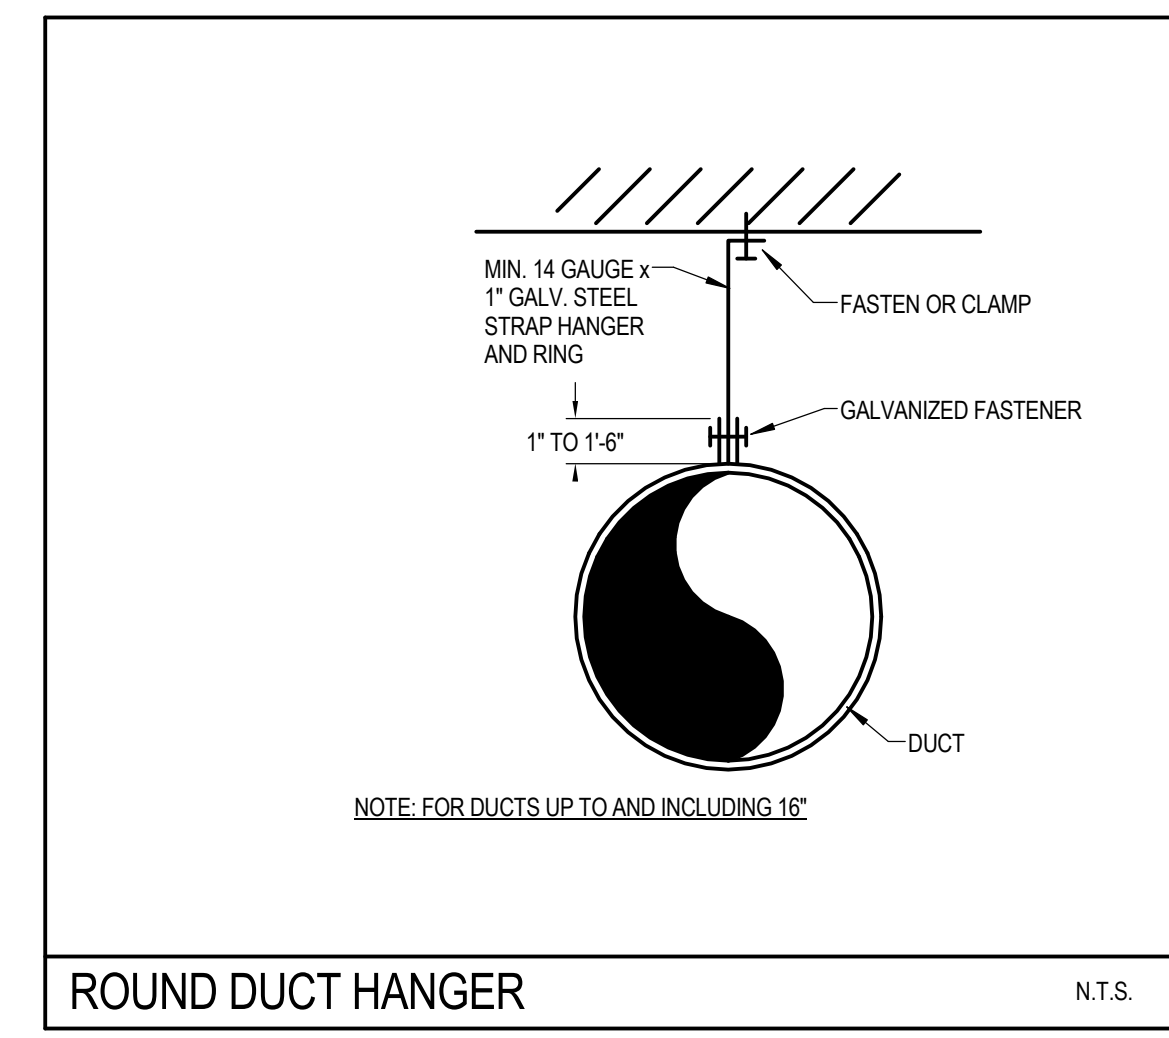 MIN. 14 GAUGE x
1" GALV. STEEL
STRAP HANGER
AND RING
FASTEN OR CLAMP
GALVANIZED FASTENER
1" TO 1'-6"
DUCT
NOTE: FOR DUCTS UP TO AND INCLUDING 16"
ROUND DUCT HANGER
N.T.S.